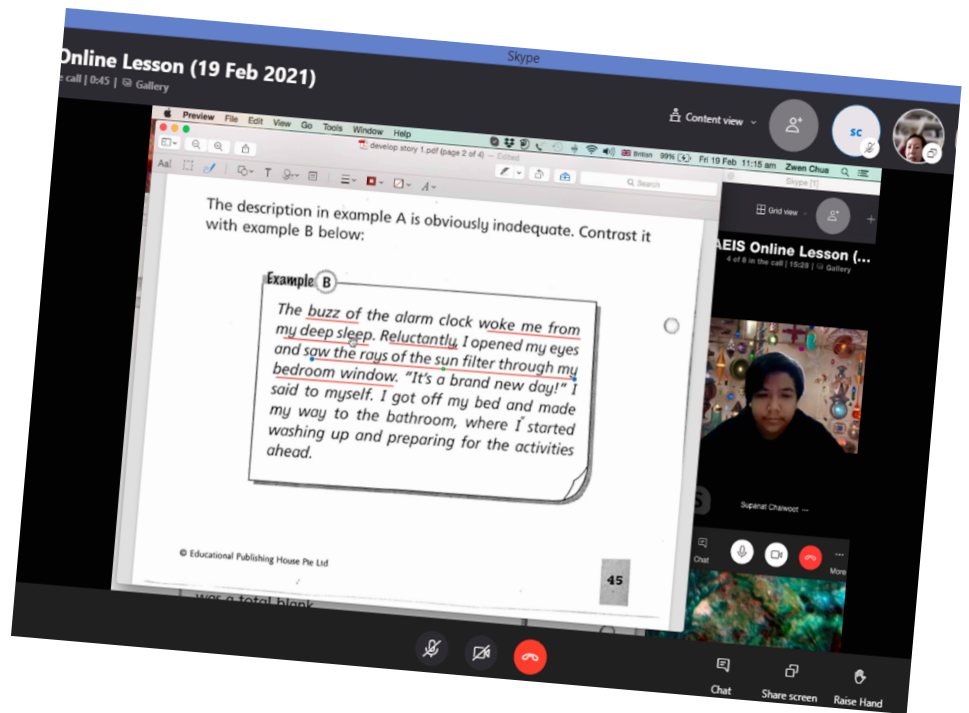 Skype
Online Lesson (19 Feb 2021)
e call | 0:45 | Gallery
Content view
sc
Preview File Edit View Go Tools Window Help
British 99% Fri 19 Feb 11:15 am Zwen Chua
develop story 1.pdf (page 2 of 4) — Edited
Search
Skype [1]
AaI T A
Grid view
AEIS Online Lesson (...
4 of 8 in the call | 15:28 | Gallery
The description in example A is obviously inadequate. Contrast it
with example B below:
Example B
The buzz of the alarm clock woke me from
my deep sleep. Reluctantly, I opened my eyes
and saw the rays of the sun filter through my
bedroom window. “It’s a brand new day!” I
said to myself. I got off my bed and made
my way to the bathroom, where I started
washing up and preparing for the activities
ahead.
© Educational Publishing House Pte Ltd
45
was a total blank
S
Supanat Chaiwoot
Chat
More
Chat
Share screen
Raise Hand